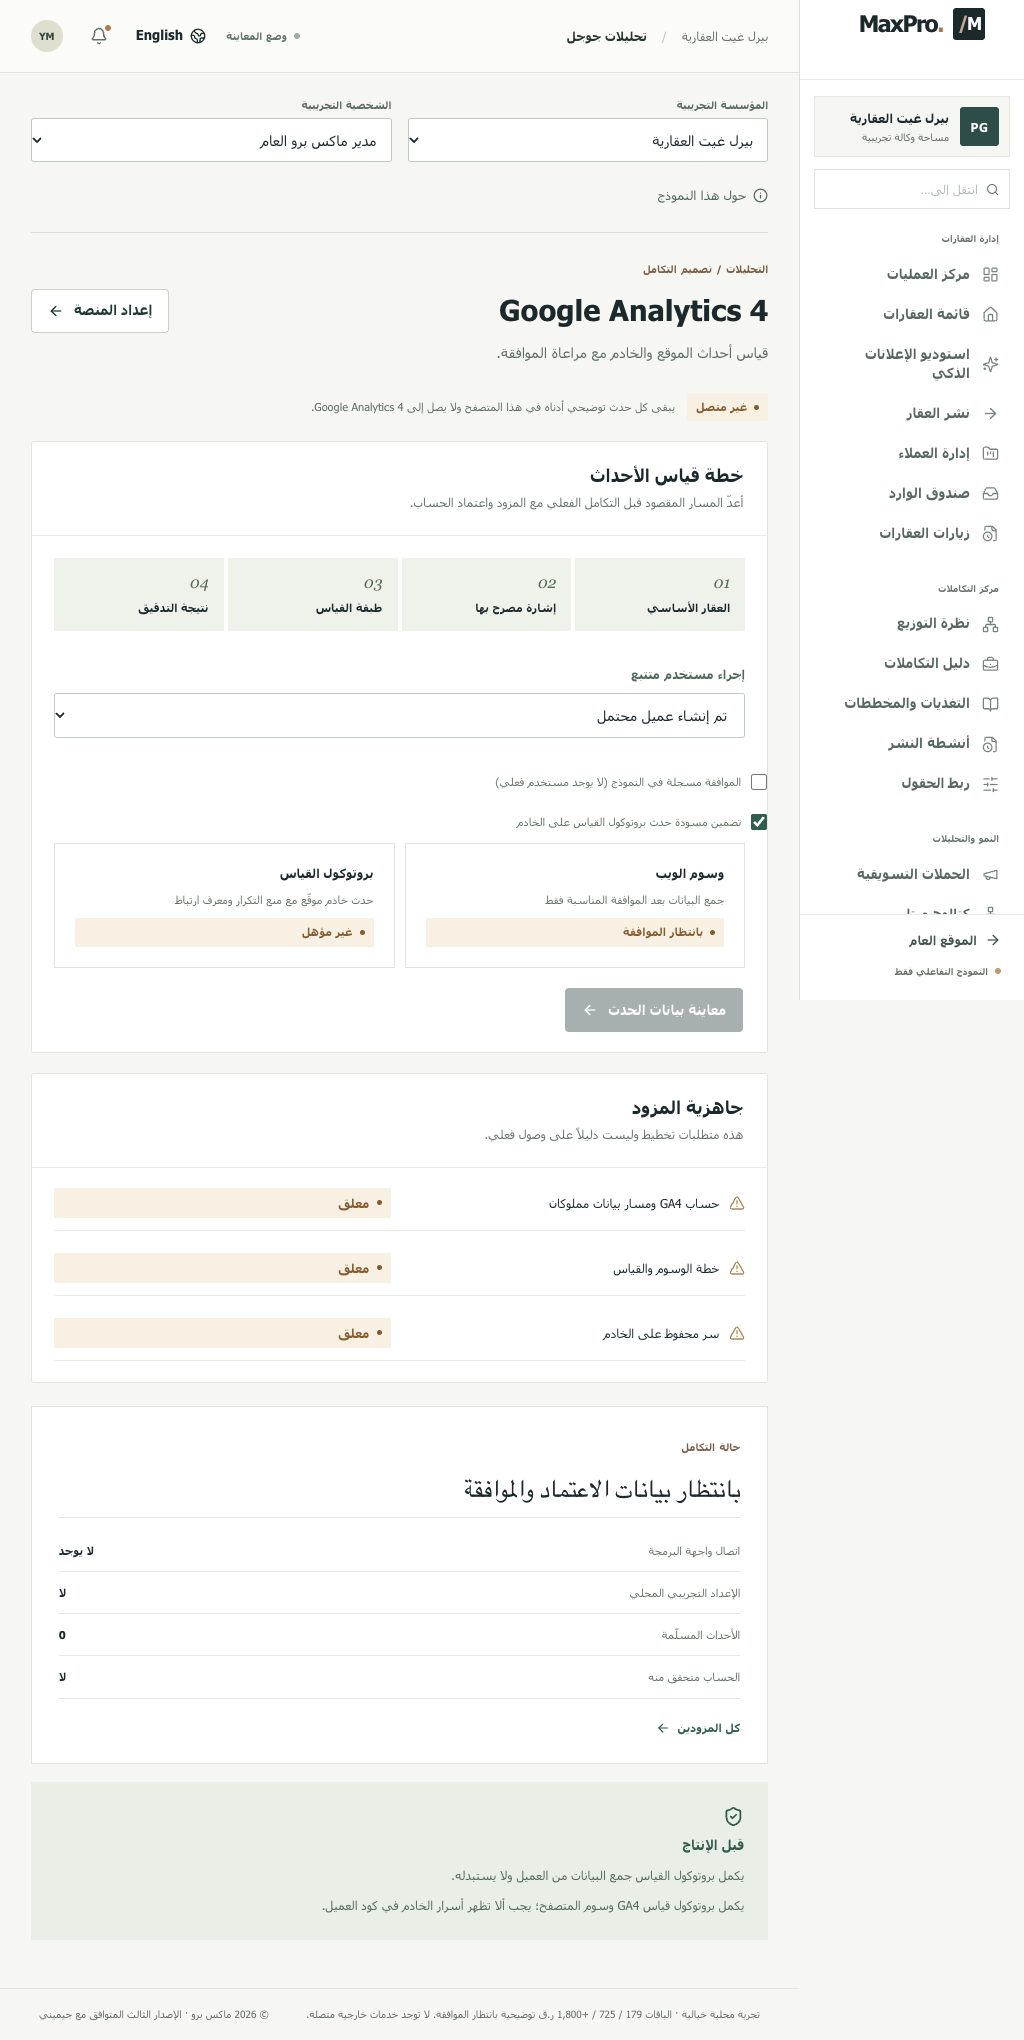 MaxPro.
/M
بيرل غيت العقارية
مساحة وكالة تجريبية
PG
انتقل إلى...
إدارة العقارات
مركز العمليات
قائمة العقارات
استوديو الإعلانات
الذكي
نشر العقار
إدارة العملاء
صندوق الوارد
زيارات العقارات
مركز التكاملات
نظرة التوزيع
دليل التكاملات
التغذيات والمخططات
أنشطة النشر
ربط الحقول
النمو والتحليلات
الحملات التسويقية
الموقع العام
النموذج التفاعلي فقط
بيرل غيت العقارية / تحليلات جوجل
وضع المعاينة
English
YM
المؤسسة التجريبية
بيرل غيت العقارية
الشخصية التجريبية
مدير ماكس برو العام
حول هذا النموذج
التحليلات / تصميم التكامل
Google Analytics 4
إعداد المنصة
قياس أحداث الموقع والخادم مع مراعاة الموافقة.
غير متصل
يبقى كل حدث توضيحي أدناه في هذا المتصفح ولا يصل إلى Google Analytics 4.
خطة قياس الأحداث
أعدّ المسار المقصود قبل التكامل الفعلي مع المزود واعتماد الحساب.
01
العقار الأساسي
02
إشارة مصرح بها
03
طبقة القياس
04
نتيجة التدقيق
إجراء مستخدم متتبع
تم إنشاء عميل محتمل
الموافقة مسجلة في النموذج (لا يوجد مستخدم فعلي)
تضمين مسودة حدث بروتوكول القياس على الخادم
وسوم الويب
جمع البيانات بعد الموافقة المناسبة فقط
بانتظار الموافقة
بروتوكول القياس
حدث خادم موقّع مع منع التكرار ومعرف ارتباط
غير مؤهل
معاينة بيانات الحدث
جاهزية المزود
هذه متطلبات تخطيط وليست دليلاً على وصول فعلي.
حساب GA4 ومسار بيانات مملوكان
معلق
خطة الوسوم والقياس
معلق
سر محفوظ على الخادم
معلق
حالة التكامل
بانتظار بيانات الاعتماد والموافقة
اتصال واجهة البرمجة
لا يوجد
الإعداد التجريبي المحلي
لا
الأحداث المسلّمة
0
الحساب متحقق منه
لا
كل المزودين
قبل الإنتاج
يكمل بروتوكول القياس جمع البيانات من العميل ولا يستبدله.
يكمل بروتوكول قياس GA4 وسوم المتصفح؛ يجب ألا تظهر أسرار الخادم في كود العميل.
تجربة محلية خيالية · الباقات 179 / 725 / +1,800 ر.ق توضيحية بانتظار الموافقة. لا توجد خدمات خارجية متصلة.
© 2026 ماكس برو · الإصدار الثالث المتوافق مع جيميني